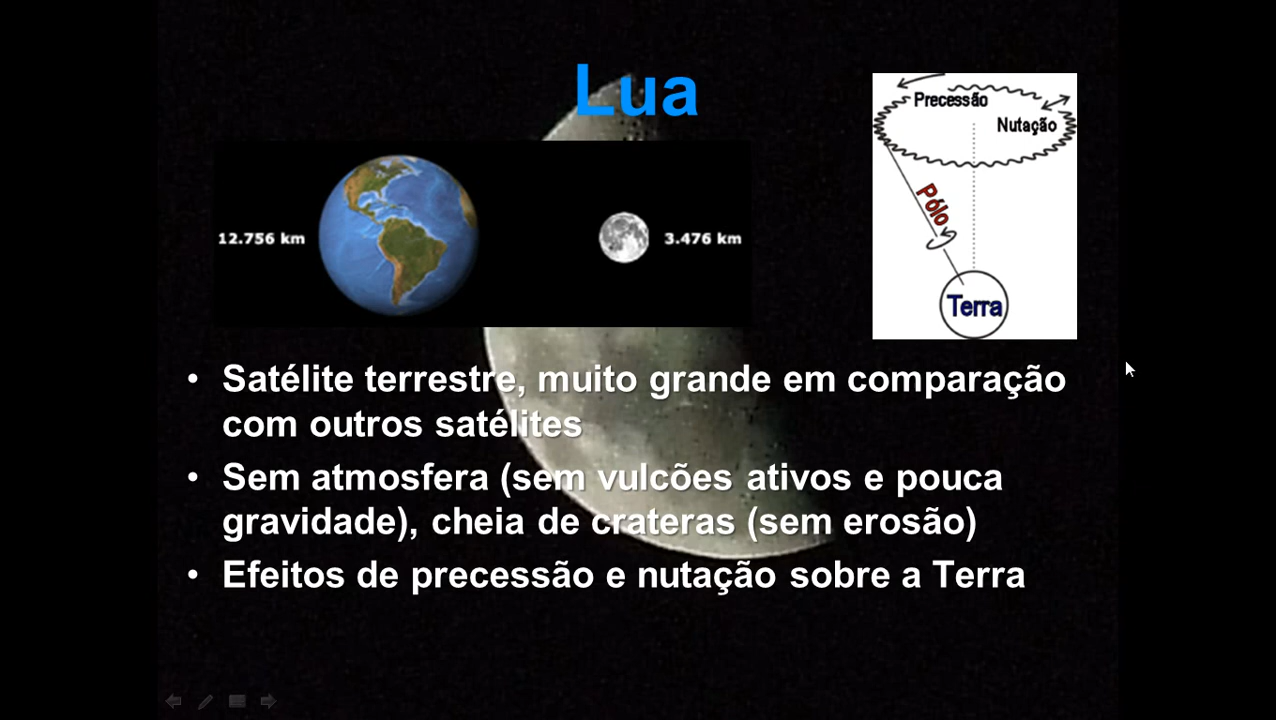 Lua
Precessão
Nutação
Pólo
Terra
12.756 km
3.476 km
• Satélite terrestre, muito grande em comparação
com outros satélites
• Sem atmosfera (sem vulcões ativos e pouca
gravidade), cheia de crateras (sem erosão)
• Efeitos de precessão e nutação sobre a Terra